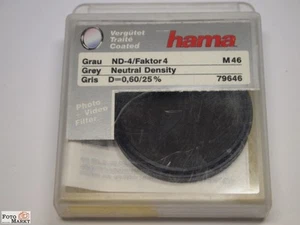 Vergütet
Traité
Coated
hama
Grau ND-4/Faktor 4 M 46
Grey Neutral Density
Gris D=0,60/25% 79646
Photo
Video
Filter
FOTO
MARKT